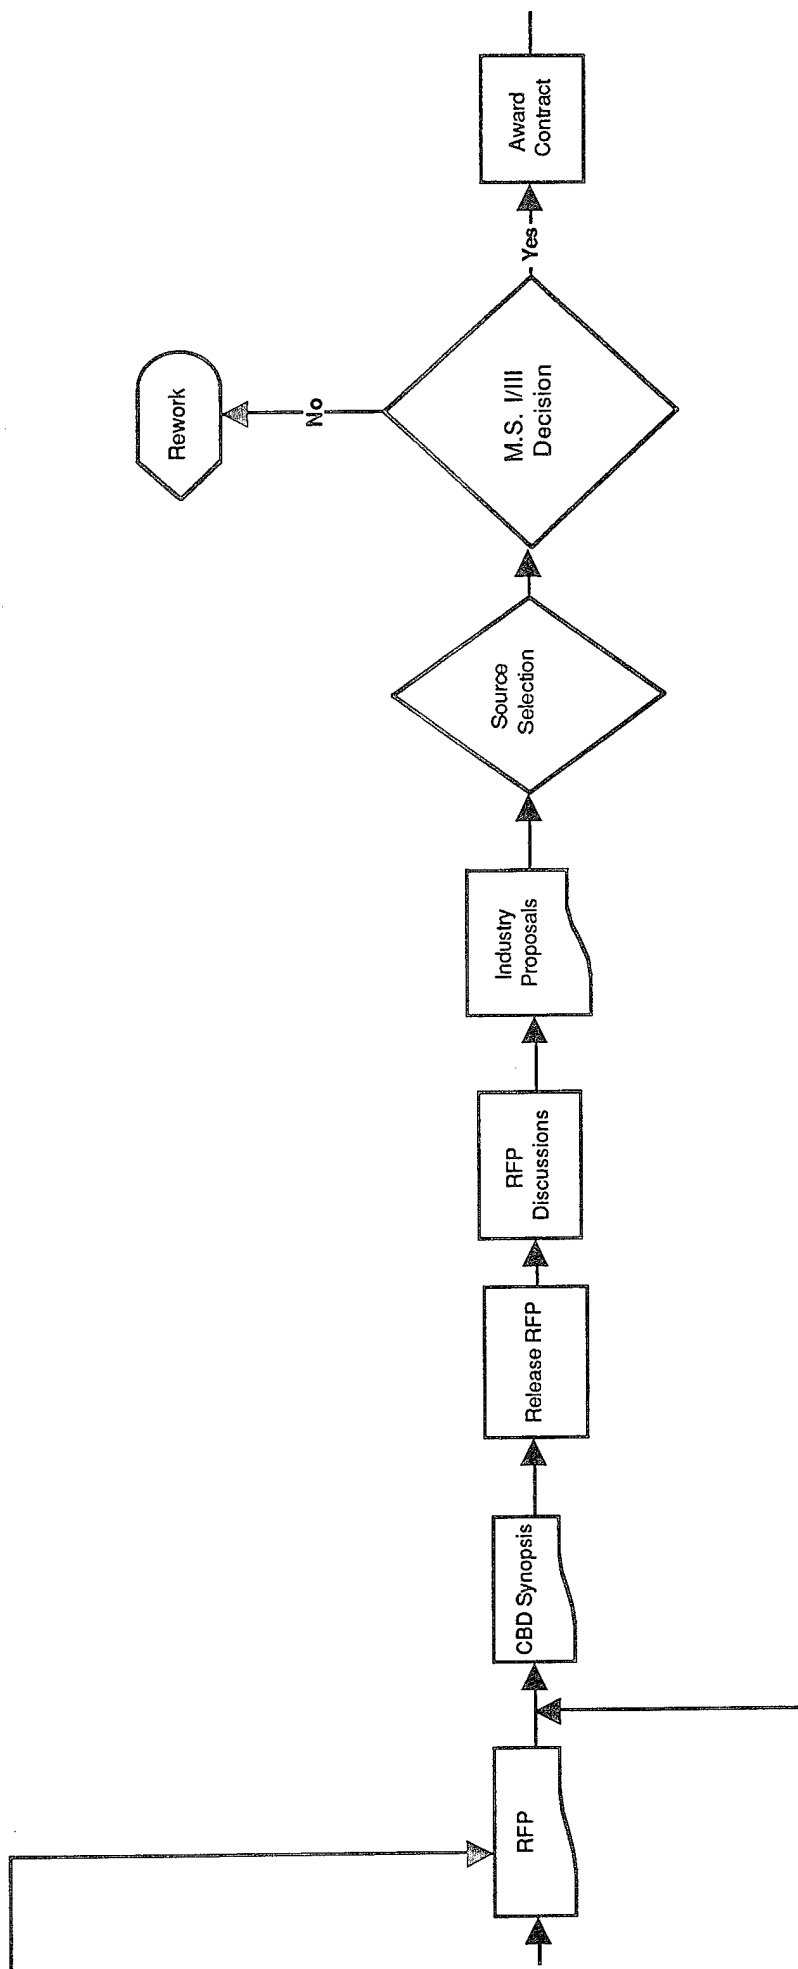 RFP
CBD Synopsis
Release RFP
RFP
Discussions
Industry
Proposals
Source
Selection
M.S. I/III
Decision
No
Rework
Yes
Award
Contract